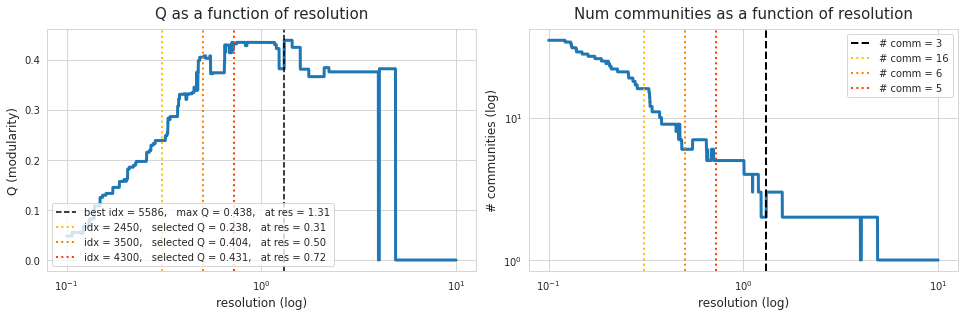 Q as a function of resolution
Q (modularity)
0.4
0.3
0.2
0.1
0.0
best idx = 5586, max Q = 0.438, at res = 1.31
idx = 2450, selected Q = 0.238, at res = 0.31
idx = 3500, selected Q = 0.404, at res = 0.50
idx = 4300, selected Q = 0.431, at res = 0.72
10⁻¹ 10⁰ 10¹
resolution (log)
Num communities as a function of resolution
# communities (log)
10¹
10⁰
# comm = 3
# comm = 16
# comm = 6
# comm = 5
10⁻¹ 10⁰ 10¹
resolution (log)